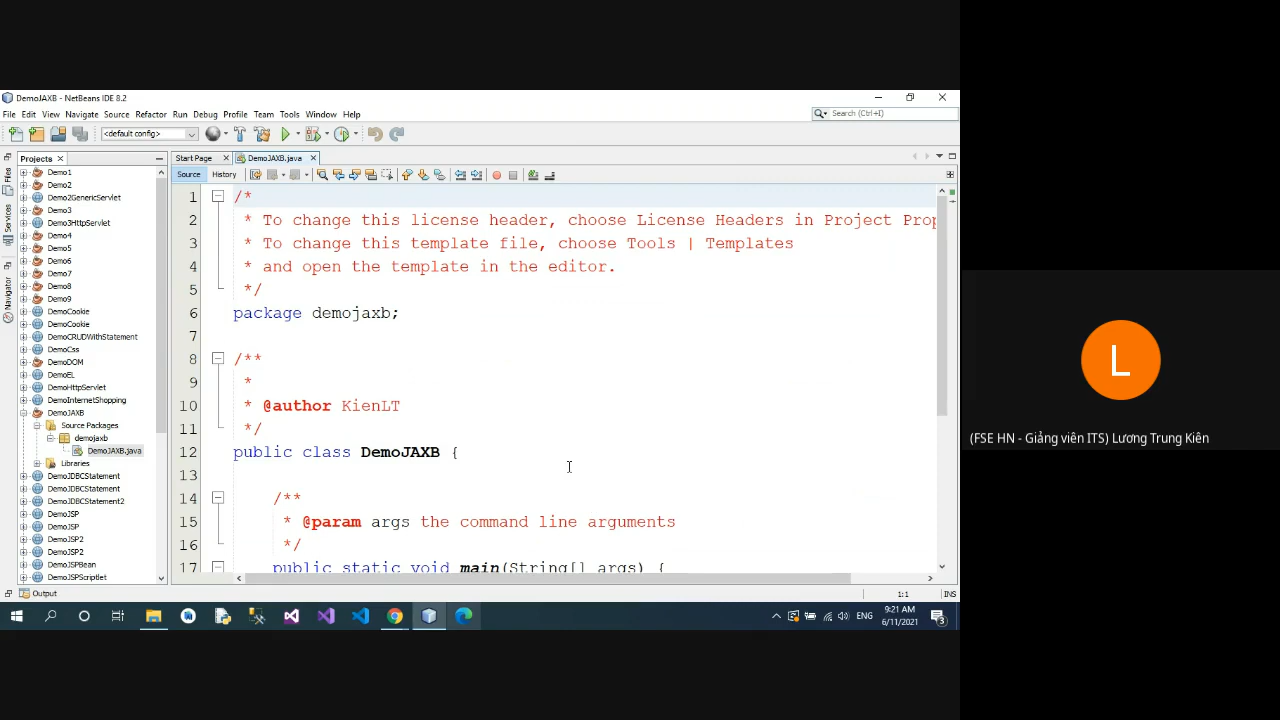 DemoJAXB - NetBeans IDE 8.2
File Edit View Navigate Source Refactor Run Debug Profile Team Tools Window Help
Search (Ctrl+I)
<default config>
Files
Services
Navigator
Projects
Demo1
Demo2
Demo2GenericServlet
Demo3
Demo3HttpServlet
Demo4
Demo5
Demo6
Demo7
Demo8
Demo9
DemoCookie
DemoCookie
DemoCRUDWithStatement
DemoCss
DemoDOM
DemoEL
DemoHttpServlet
DemoInternetShopping
DemoJAXB
Source Packages
demojaxb
DemoJAXB.java
Libraries
DemoJDBCStatement
DemoJDBCStatement
DemoJDBCStatement2
DemoJSP
DemoJSP
DemoJSP2
DemoJSP2
DemoJSPBean
DemoJSPScriptlet
Start Page DemoJAXB.java
Source History
1 /*
2 * To change this license header, choose License Headers in Project Prop
3 * To change this template file, choose Tools | Templates
4 * and open the template in the editor.
5 */
6 package demojaxb;
7
8 /**
9 *
10 * @author KienLT
11 */
12 public class DemoJAXB {
13
14 /**
15 * @param args the command line arguments
16 */
17 public static void main(String[] args) {
Output
1:1 INS
ENG
9:21 AM
6/11/2021
3
L
(FSE HN - Giảng viên ITS) Lương Trung Kiên